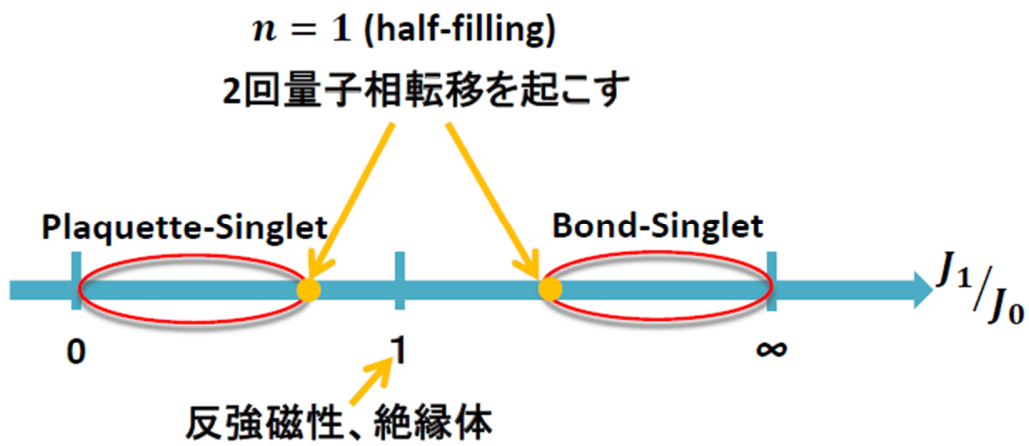 n = 1 (half-filling)
2回量子相転移を起こす
Plaquette-Singlet
Bond-Singlet
J₁/J₀
0
1
∞
反強磁性、絶縁体